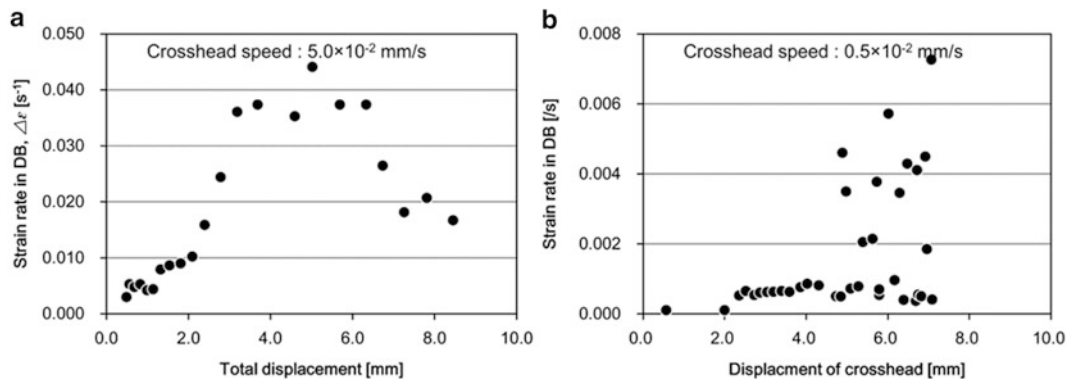 a
0.050
0.040
0.030
0.020
0.010
0.000
Strain rate in DB, Δε [s⁻¹]
Crosshead speed : 5.0×10⁻² mm/s
0.0 2.0 4.0 6.0 8.0 10.0
Total displacement [mm]
b
0.008
0.006
0.004
0.002
0.000
Strain rate in DB [/s]
Crosshead speed : 0.5×10⁻² mm/s
0.0 2.0 4.0 6.0 8.0 10.0
Displacment of crosshead [mm]